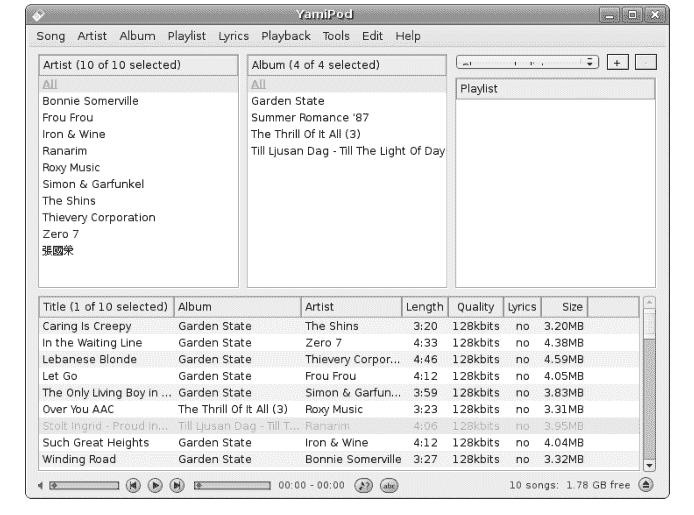 YamiPod
Song Artist Album Playlist Lyrics Playback Tools Edit Help
Artist (10 of 10 selected)
All
Bonnie Somerville
Frou Frou
Iron & Wine
Ranarim
Roxy Music
Simon & Garfunkel
The Shins
Thievery Corporation
Zero 7
張國榮
Album (4 of 4 selected)
All
Garden State
Summer Romance '87
The Thrill Of It All (3)
Till Ljusan Dag - Till The Light Of Day
+ -
Playlist
Title (1 of 10 selected) Album Artist Length Quality Lyrics Size
Caring Is Creepy Garden State The Shins 3:20 128kbits no 3.20MB
In the Waiting Line Garden State Zero 7 4:33 128kbits no 4.38MB
Lebanese Blonde Garden State Thievery Corpor... 4:46 128kbits no 4.59MB
Let Go Garden State Frou Frou 4:12 128kbits no 4.05MB
The Only Living Boy in ... Garden State Simon & Garfun... 3:59 128kbits no 3.83MB
Over You AAC The Thrill Of It All (3) Roxy Music 3:23 128kbits no 3.31MB
Stolt Ingrid - Proud In... Till Ljusan Dag - Till T... Ranarim 4:06 128kbits no 3.95MB
Such Great Heights Garden State Iron & Wine 4:12 128kbits no 4.04MB
Winding Road Garden State Bonnie Somerville 3:27 128kbits no 3.32MB
00:00 - 00:00 abc 10 songs: 1.78 GB free